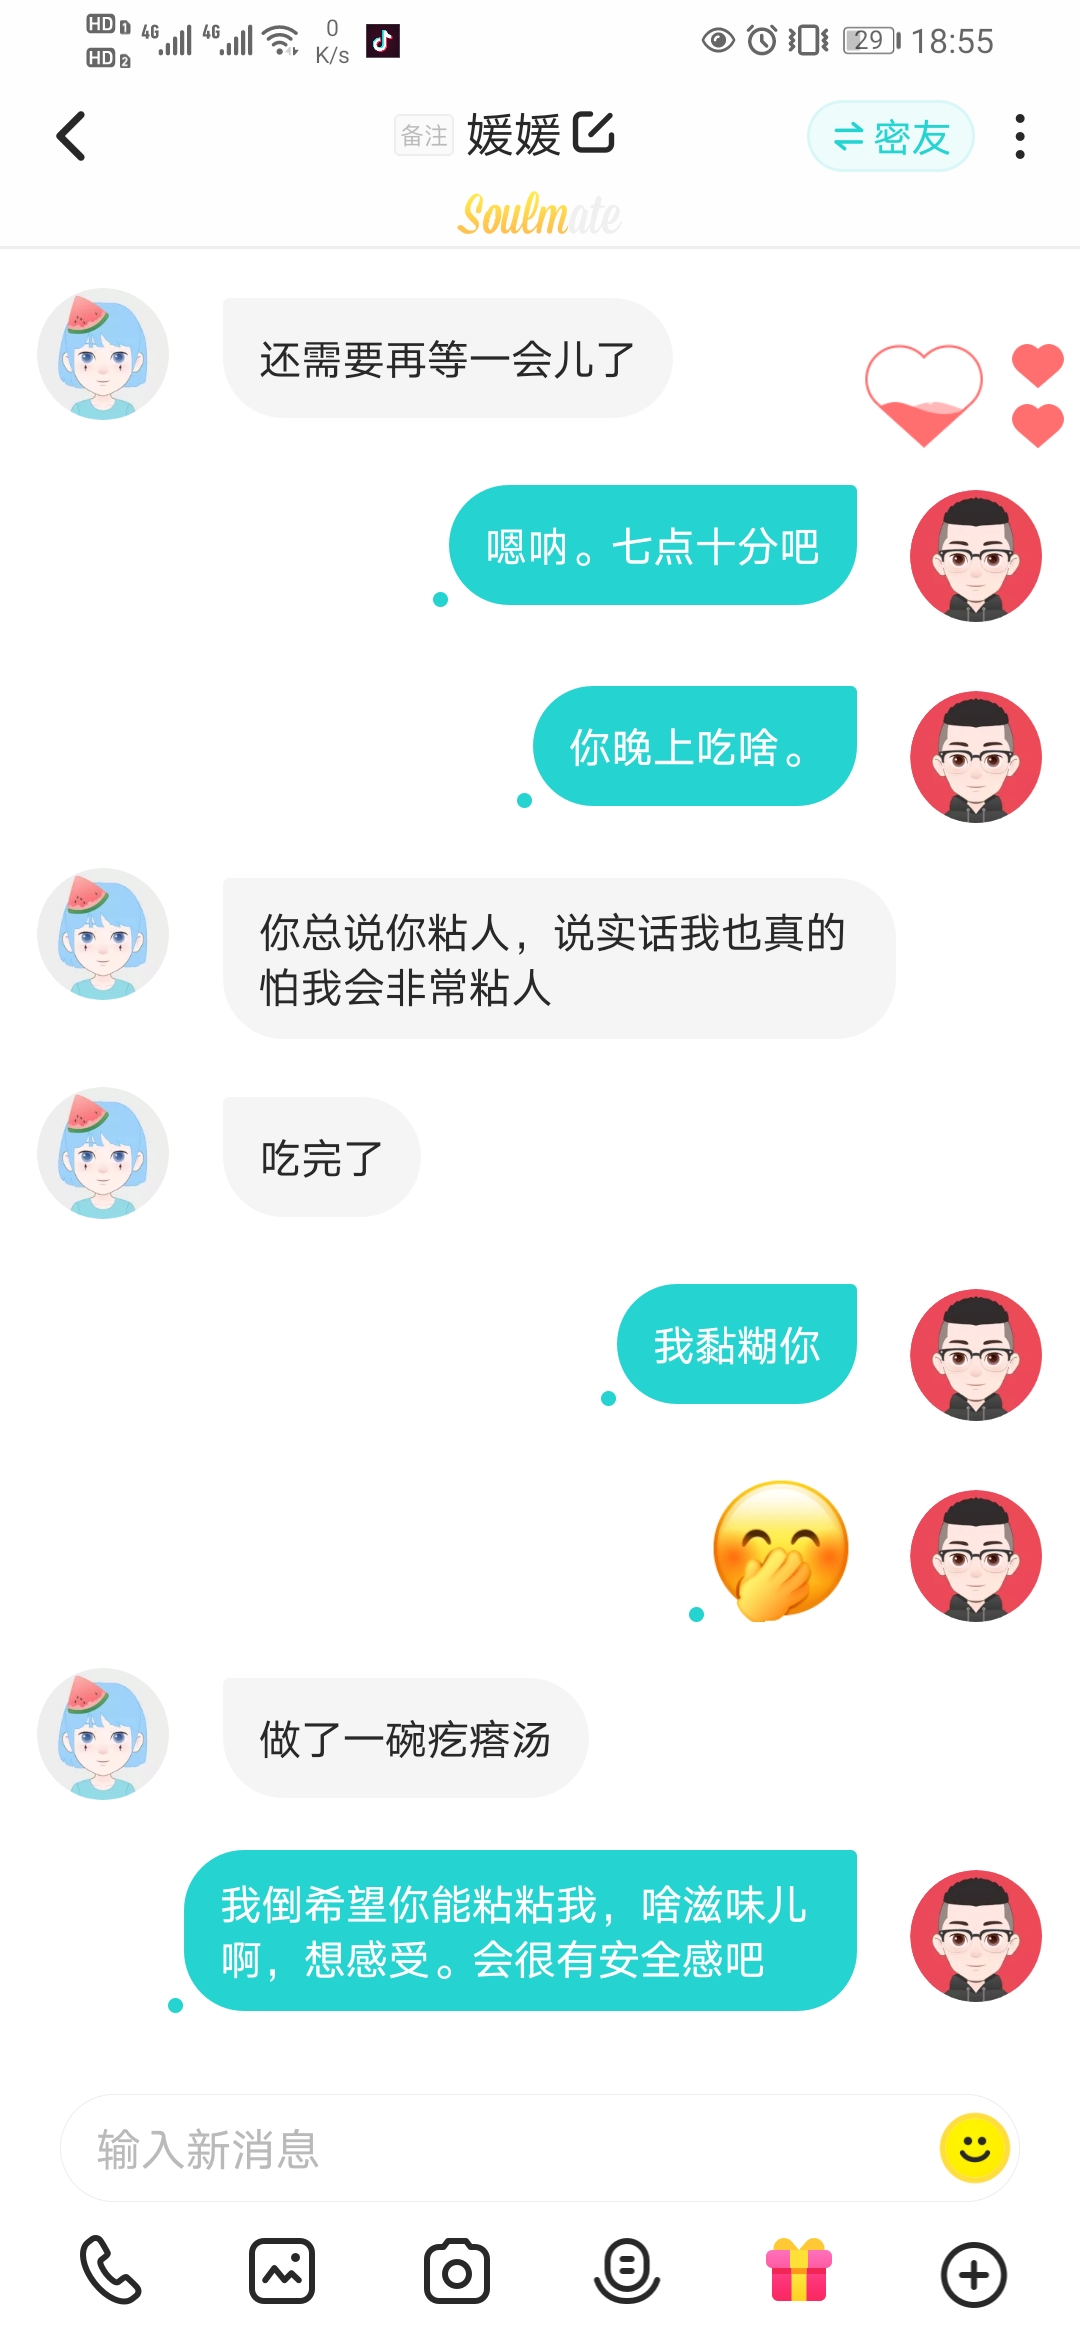 HD 1 4G 4G 0 29 18:55
HD 2 K/s
备注 媛媛 密友
Soulmate
还需要再等一会儿了
嗯呐。七点十分吧
你晚上吃啥。
你总说你粘人，说实话我也真的
怕我会非常粘人
吃完了
我黏糊你
做了一碗疙瘩汤
我倒希望你能粘粘我，啥滋味儿
啊，想感受。会很有安全感吧
输入新消息